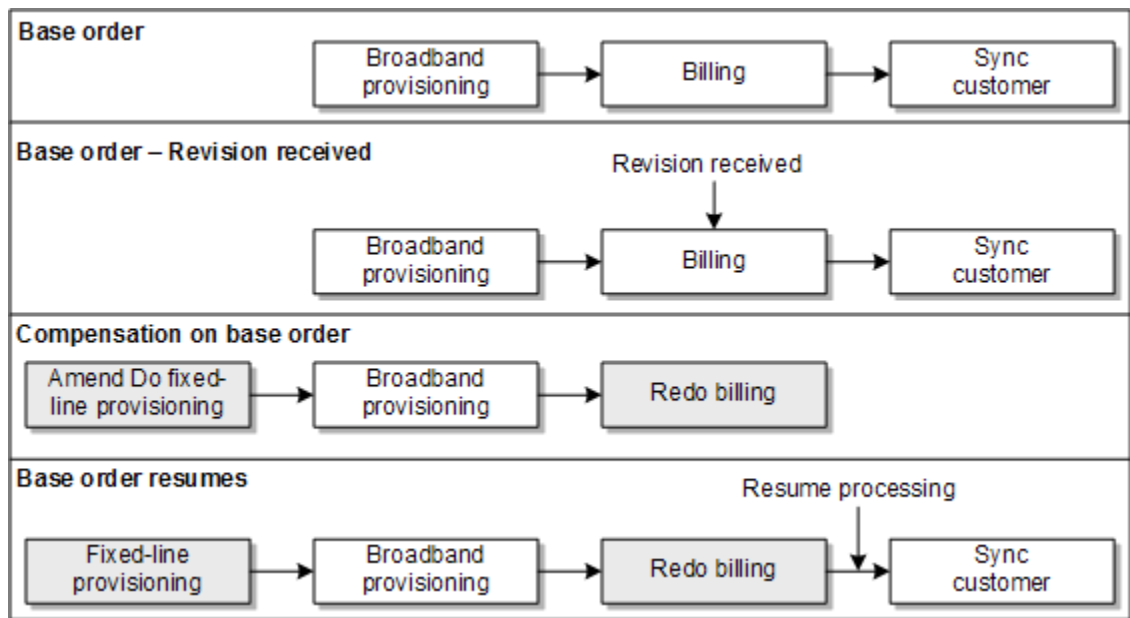 Base order
Broadband
provisioning
Billing
Sync
customer
Base order – Revision received
Revision received
Broadband
provisioning
Billing
Sync
customer
Compensation on base order
Amend Do fixed-
line provisioning
Broadband
provisioning
Redo billing
Base order resumes
Resume processing
Fixed-line
provisioning
Broadband
provisioning
Redo billing
Sync
customer